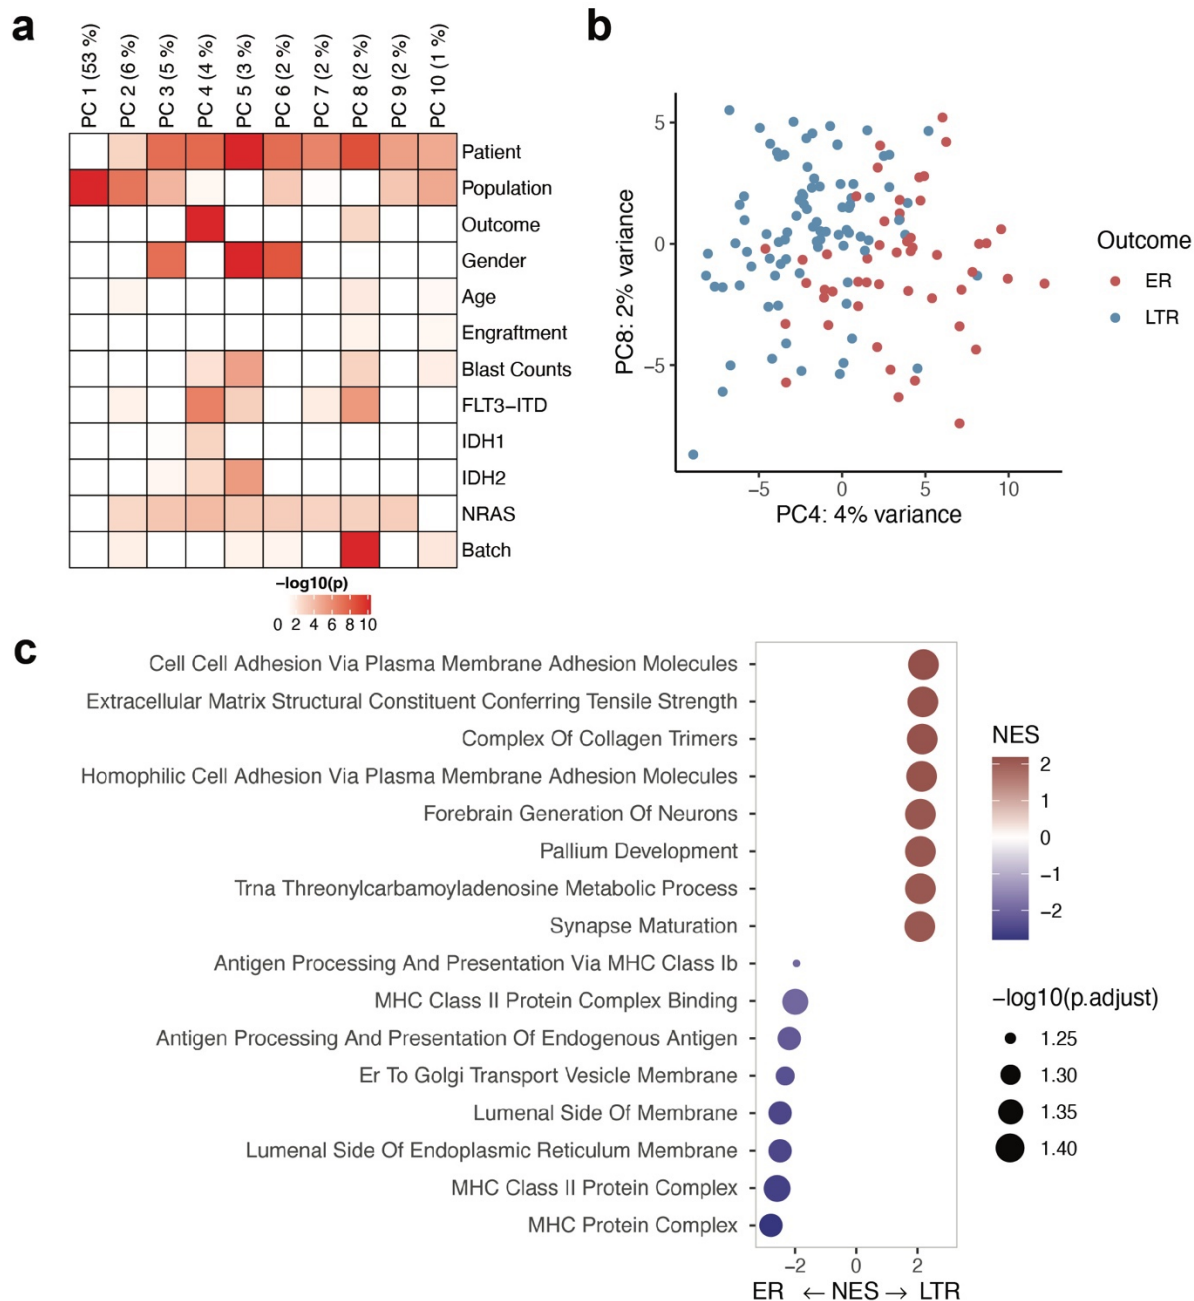 a
PC 1 (53 %)
PC 2 (6 %)
PC 3 (5 %)
PC 4 (4 %)
PC 5 (3 %)
PC 6 (2 %)
PC 7 (2 %)
PC 8 (2 %)
PC 9 (2 %)
PC 10 (1 %)
Patient
Population
Outcome
Gender
Age
Engraftment
Blast Counts
FLT3−ITD
IDH1
IDH2
NRAS
Batch
−log10(p)
0 2 4 6 8 10
b
PC8: 2% variance
5
0
−5
−5 0 5 10
PC4: 4% variance
Outcome
ER
LTR
c
Cell Cell Adhesion Via Plasma Membrane Adhesion Molecules
Extracellular Matrix Structural Constituent Conferring Tensile Strength
Complex Of Collagen Trimers
Homophilic Cell Adhesion Via Plasma Membrane Adhesion Molecules
Forebrain Generation Of Neurons
Pallium Development
Trna Threonylcarbamoyladenosine Metabolic Process
Synapse Maturation
Antigen Processing And Presentation Via MHC Class Ib
MHC Class II Protein Complex Binding
Antigen Processing And Presentation Of Endogenous Antigen
Er To Golgi Transport Vesicle Membrane
Lumenal Side Of Membrane
Lumenal Side Of Endoplasmic Reticulum Membrane
MHC Class II Protein Complex
MHC Protein Complex
−2 0 2
ER ← NES → LTR
NES
2
1
0
−1
−2
−log10(p.adjust)
1.25
1.30
1.35
1.40